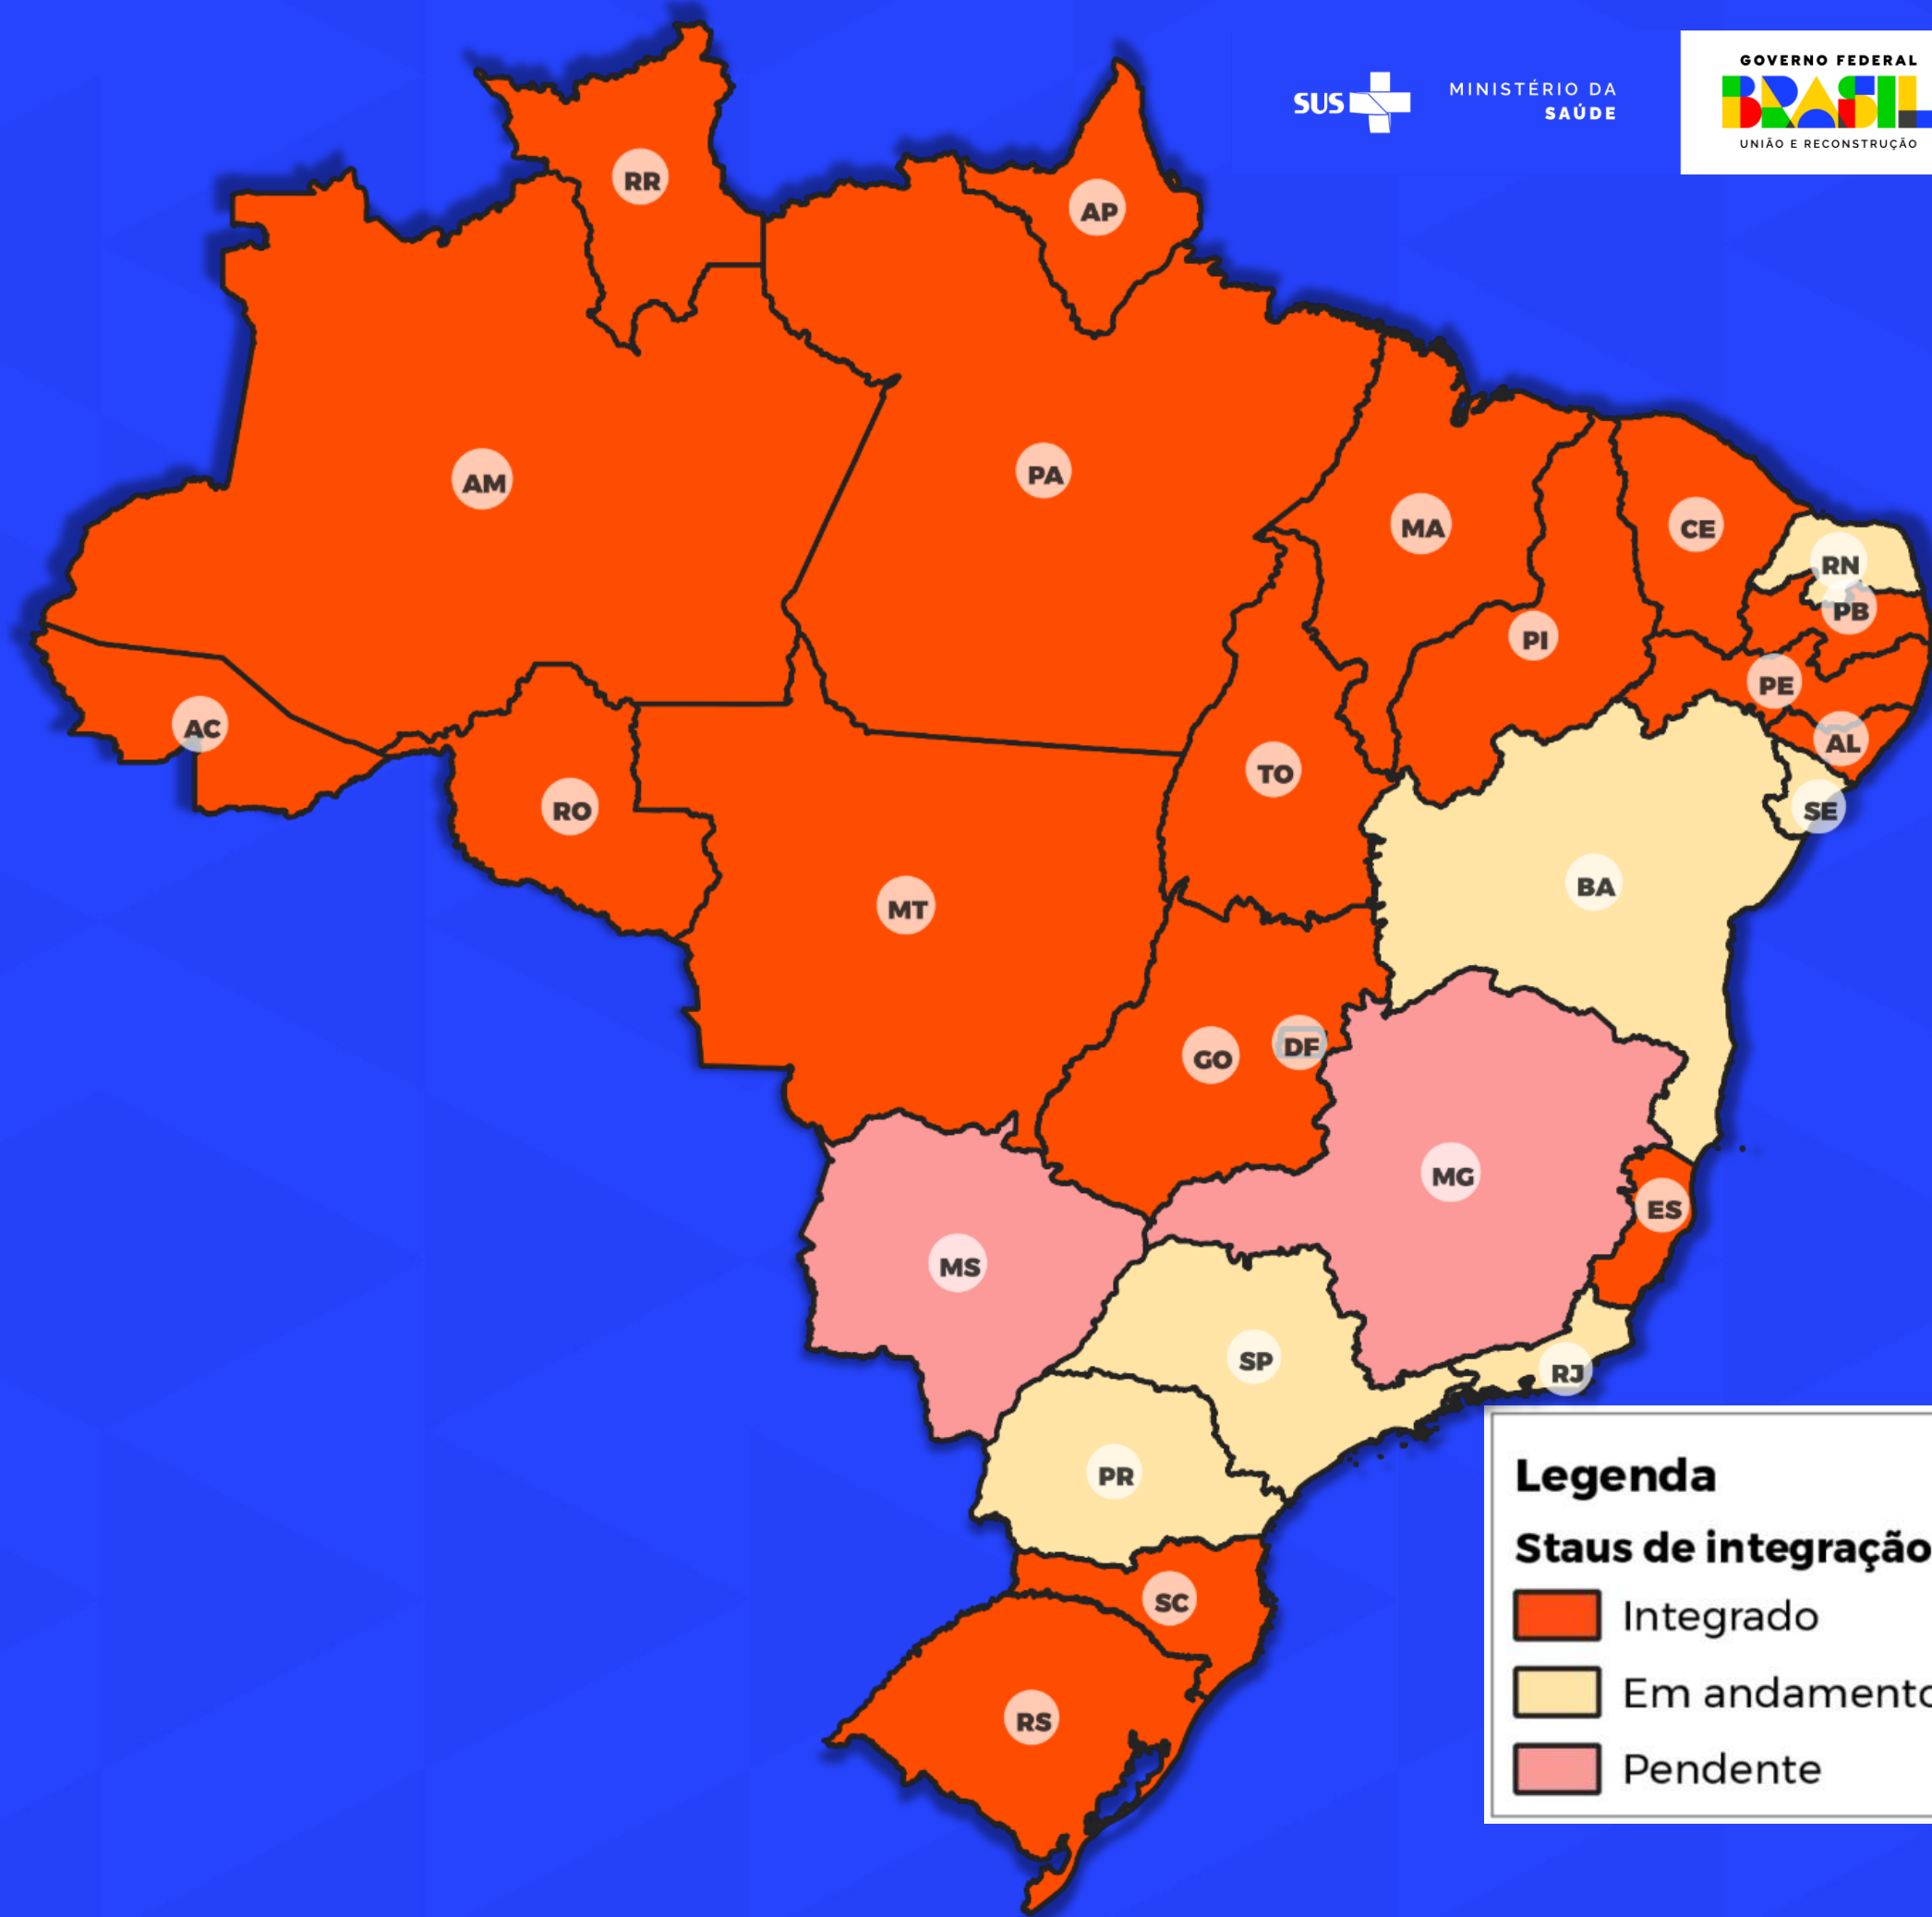 SUS
MINISTÉRIO DA
SAÚDE
GOVERNO FEDERAL
BRASIL
UNIÃO E RECONSTRUÇÃO
RR
AP
AM
PA
MA
CE
RN
PB
PI
PE
AC
AL
TO
RO
SE
BA
MT
DF
GO
MG
ES
MS
SP
RJ
PR
SC
RS
Legenda
Staus de integração
Integrado
Em andamento
Pendente